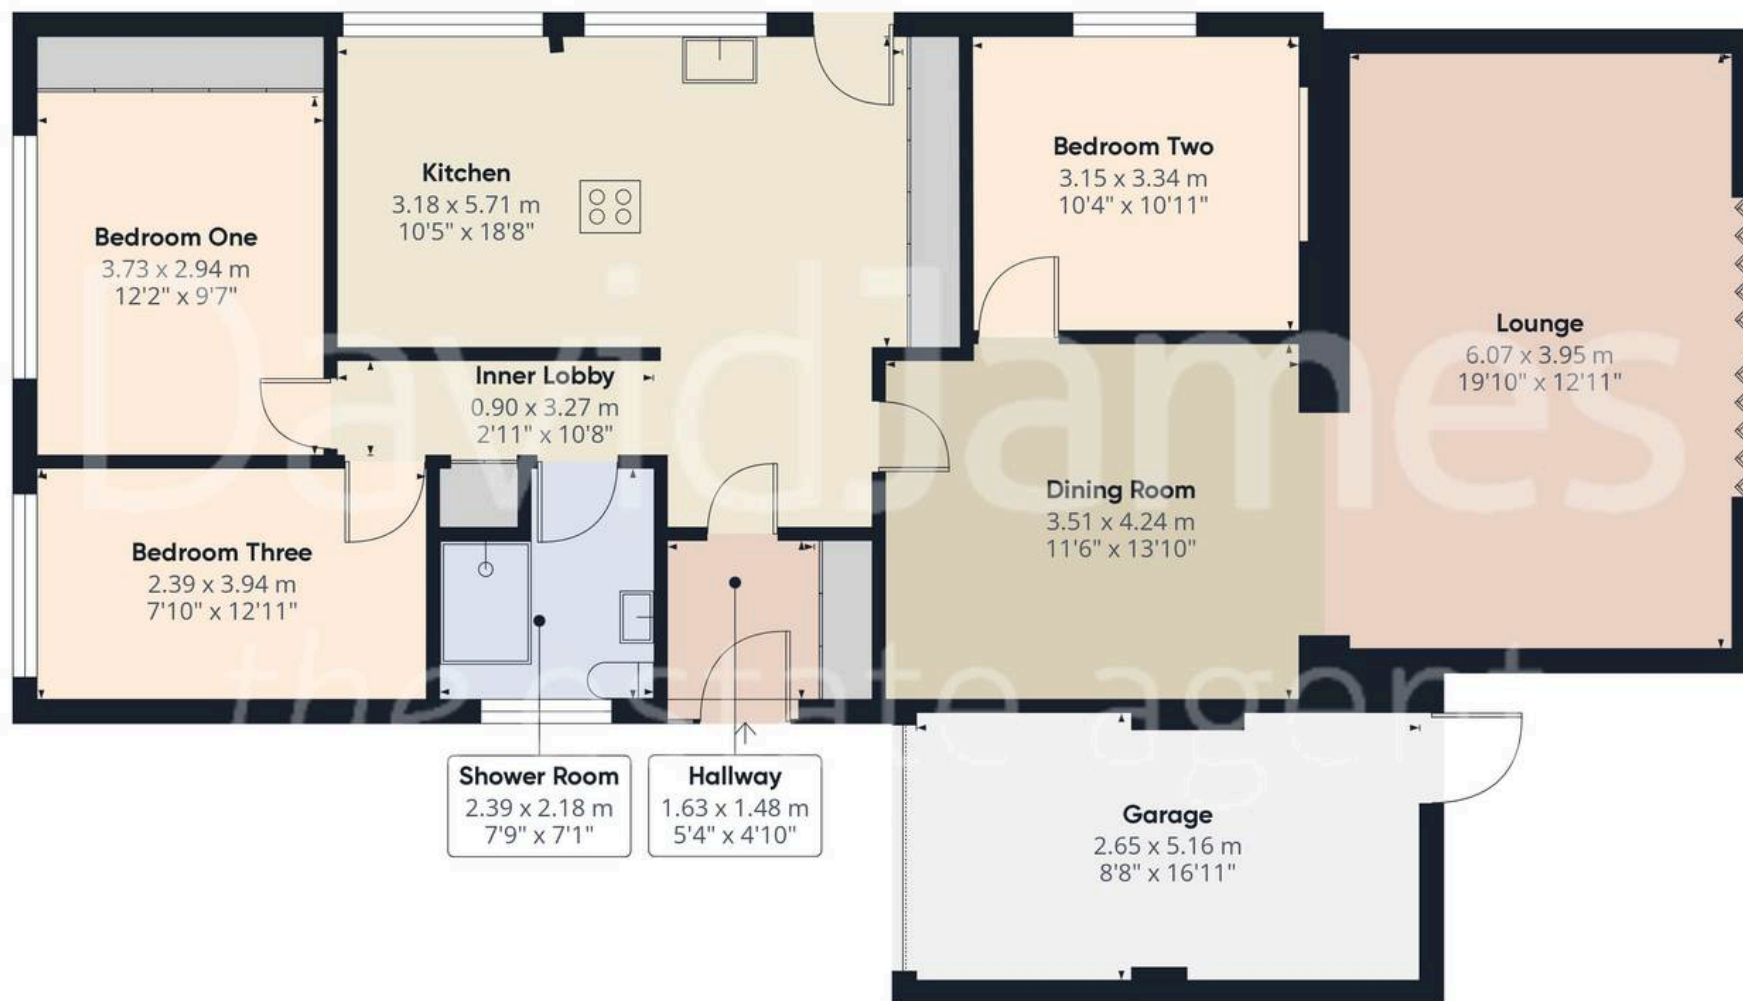 Kitchen
3.18 x 5.71 m
10'5" x 18'8"
Bedroom Two
3.15 x 3.34 m
10'4" x 10'11"
Bedroom One
3.73 x 2.94 m
12'2" x 9'7"
Lounge
6.07 x 3.95 m
19'10" x 12'11"
Inner Lobby
0.90 x 3.27 m
2'11" x 10'8"
DavidJames
Dining Room
3.51 x 4.24 m
11'6" x 13'10"
Bedroom Three
2.39 x 3.94 m
7'10" x 12'11"
the estate agent
Shower Room
2.39 x 2.18 m
7'9" x 7'1"
Hallway
1.63 x 1.48 m
5'4" x 4'10"
Garage
2.65 x 5.16 m
8'8" x 16'11"